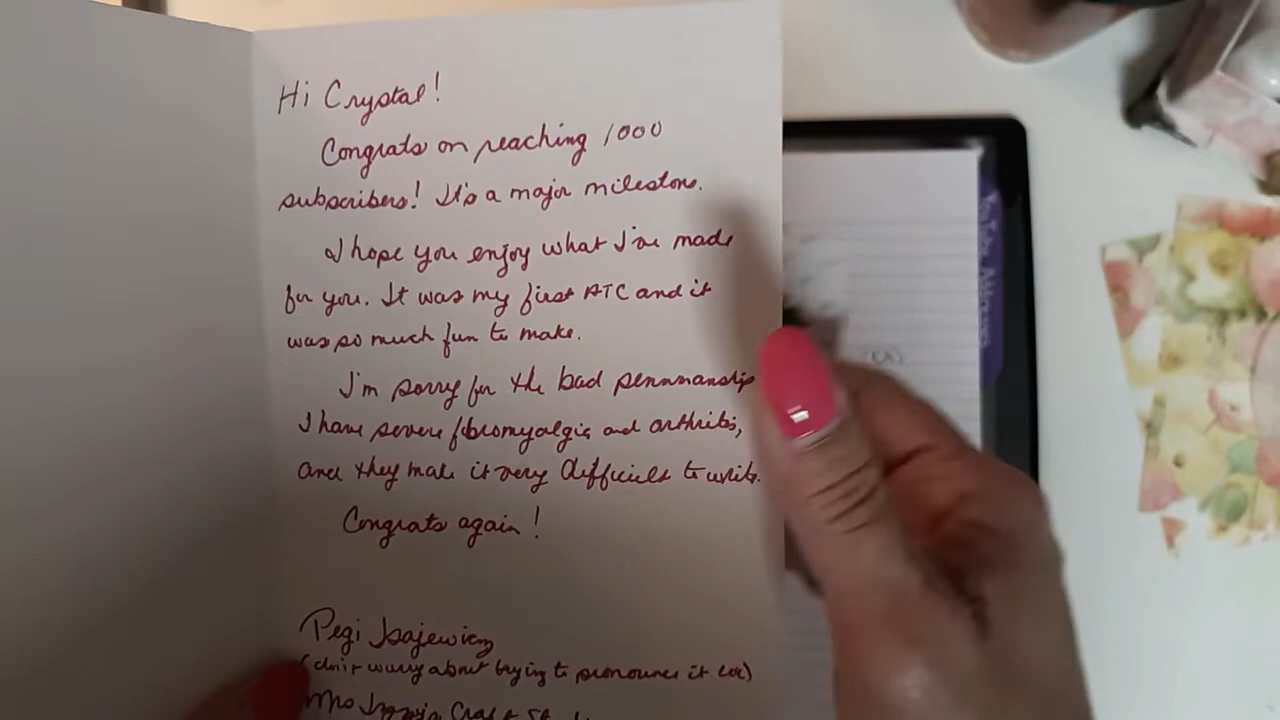 Hi Crystal!
Congrats on reaching 1000
subscribers! It's a major milestone.
I hope you enjoy what I've made
for you. It was my first ATC and it
was so much fun to make.
I'm sorry for the bad pennmanship
I have severe fibromyalgia and arthritis,
and they make it very difficult to write.
Congrats again!
Pegi Isajewicz
(don't worry about trying to pronounce it lol)
Craft